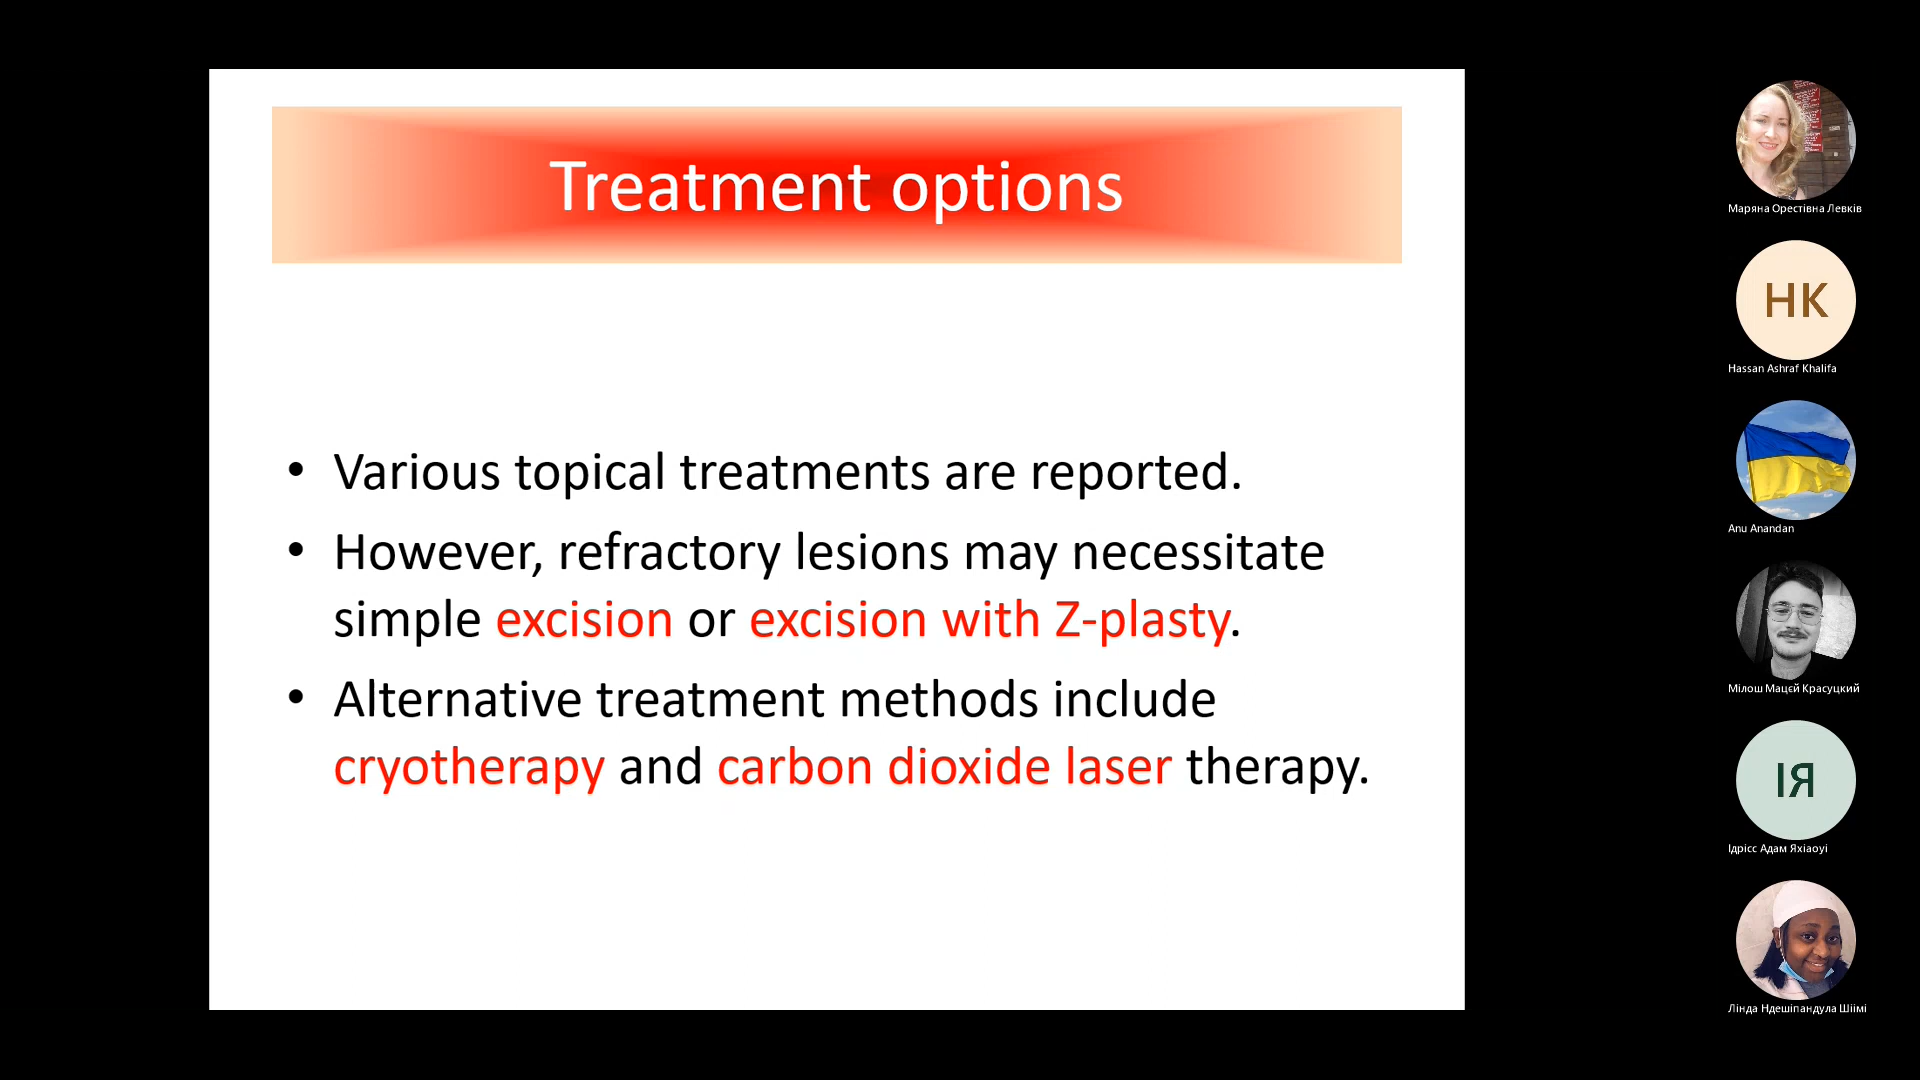 Treatment options
• Various topical treatments are reported.
• However, refractory lesions may necessitate
simple excision or excision with Z-plasty.
• Alternative treatment methods include
cryotherapy and carbon dioxide laser therapy.
Маряна Орестівна Левків
НК
Hassan Ashraf Khalifa
Anu Anandan
Мілош Мацєй Красуцкий
ІЯ
Ідрісс Адам Яхіаоуі
Лінда Ндешіпандула Шіімі